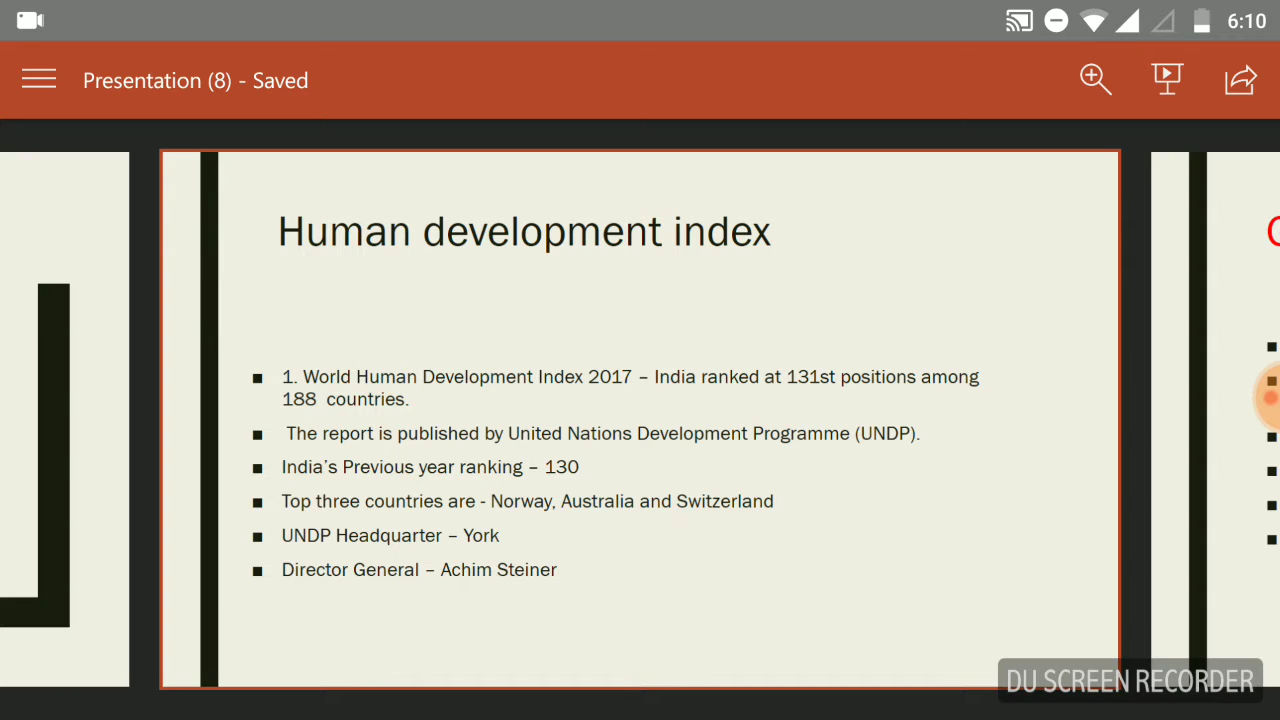 6:10
Presentation (8) - Saved
Human development index
■ 1. World Human Development Index 2017 – India ranked at 131st positions among
188 countries.
■ The report is published by United Nations Development Programme (UNDP).
■ India’s Previous year ranking – 130
■ Top three countries are - Norway, Australia and Switzerland
■ UNDP Headquarter – York
■ Director General – Achim Steiner
DU SCREEN RECORDER